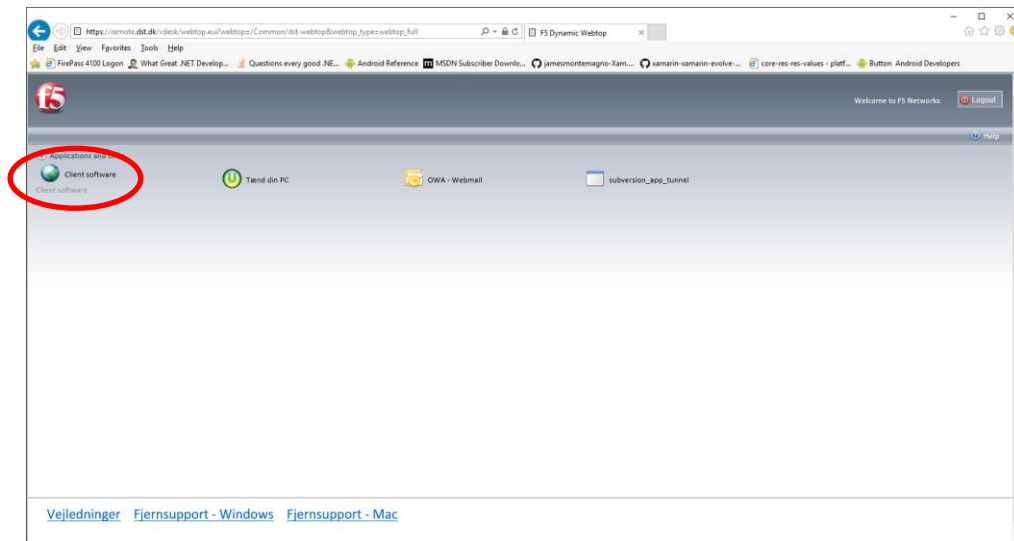 https://remote.dst.dk/vdesk/webtop.eui?webtop=/Common/dst-webtop&webtop_type=webtop_full
F5 Dynamic Webtop
File Edit View Favorites Tools Help
FirePass 4100 Logon
What Great .NET Develop...
Questions every good .NE...
Android Reference
MSDN Subscriber Downlo...
jamesmontemagno-Xam....
xamarin-xamarin-evolve-...
core-res-res-values - platf...
Button Android Developers
f5
Welcome to F5 Networks
Logout
Help
Applications and
Client software
Client software
Tænd din PC
OWA - Webmail
subversion_app_tunnel
Vejledninger Fjernsupport - Windows Fjernsupport - Mac